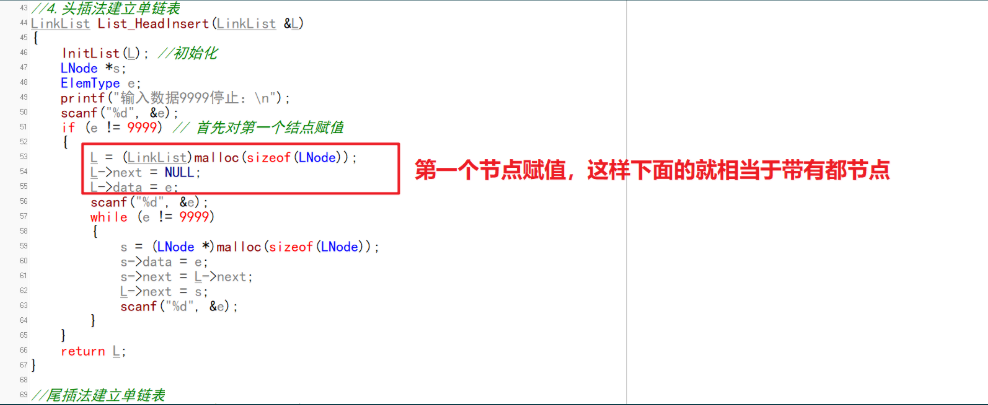 43 //4. 头插法建立单链表
44 LinkList List_HeadInsert(LinkList &L)
45 {
46 InitList(L); //初始化
47 LNode *s;
48 ElemType e;
49 printf("输入数据9999停止: \n");
50 scanf("%d", &e);
51 if (e != 9999) // 首先对第一个结点赋值
52 {
53 L = (LinkList)malloc(sizeof(LNode));
54 L->next = NULL;
55 L->data = e;
第一个节点赋值，这样下面的就相当于带有都节点
56 scanf("%d", &e);
57 while (e != 9999)
58 {
59 s = (LNode *)malloc(sizeof(LNode));
60 s->data = e;
61 s->next = L->next;
62 L->next = s;
63 scanf("%d", &e);
64 }
65 }
66 return L;
67 }
68
69 //尾插法建立单链表